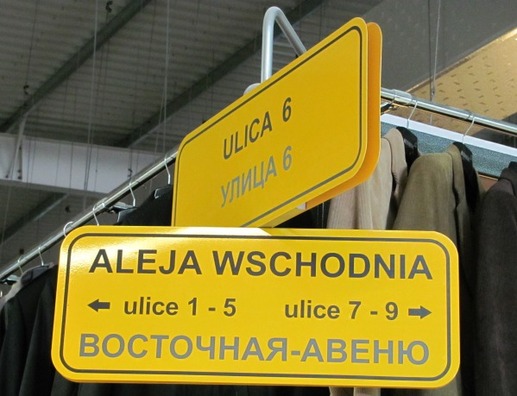 ULICA 6
УЛИЦА 6
ALEJA WSCHODNIA
← ulice 1 - 5 ulice 7 - 9 →
ВОСТОЧНАЯ-АВЕНЮ